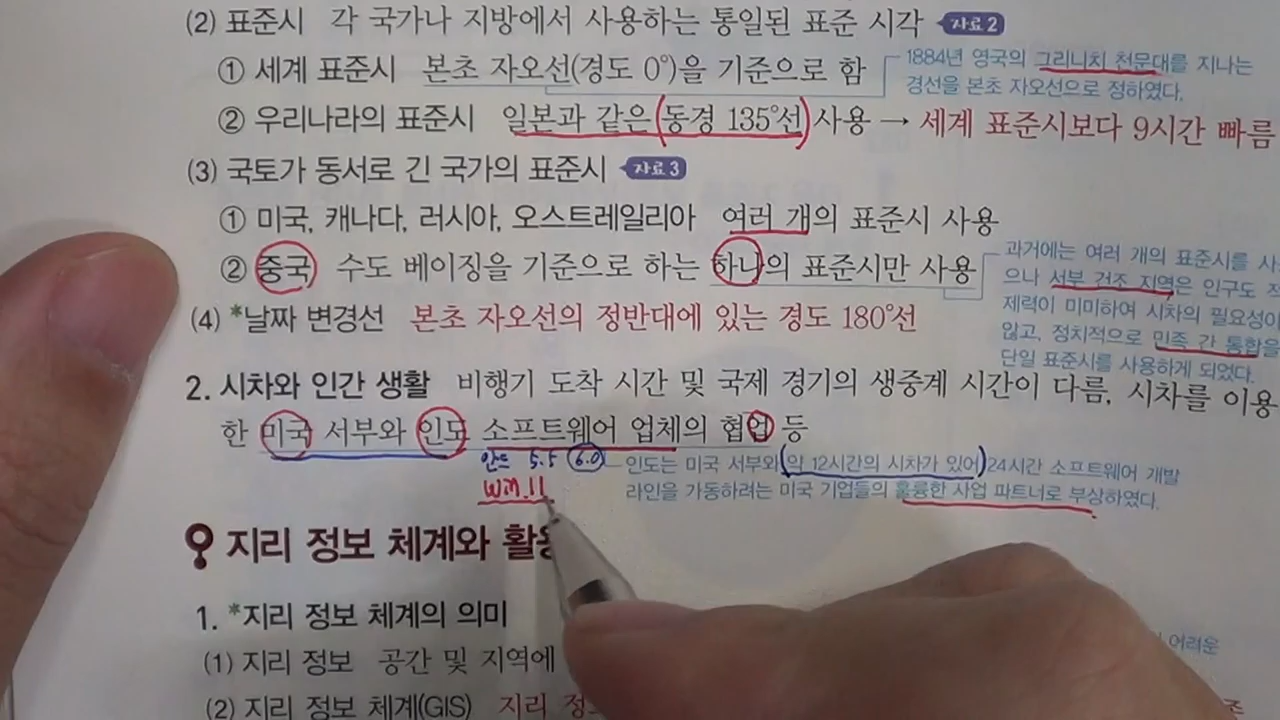 (2) 표준시 각 국가나 지방에서 사용하는 통일된 표준 시각 자료 2
① 세계 표준시 본초 자오선(경도 0°)을 기준으로 함
1884년 영국의 그리니치 천문대를 지나는
경선을 본초 자오선으로 정하였다.
② 우리나라의 표준시 일본과 같은 동경 135°선 사용 → 세계 표준시보다 9시간 빠름
(3) 국토가 동서로 긴 국가의 표준시 자료 3
① 미국, 캐나다, 러시아, 오스트레일리아 여러 개의 표준시 사용
② 중국 수도 베이징을 기준으로 하는 하나의 표준시만 사용
과거에는 여러 개의 표준시를 사
으나 서부 건조 지역은 인구도 적
제력이 미미하여 시차의 필요성이
않고, 정치적으로 민족 간 통합을
단일 표준시를 사용하게 되었다.
(4) *날짜 변경선 본초 자오선의 정반대에 있는 경도 180°선
2. 시차와 인간 생활 비행기 도착 시간 및 국제 경기의 생중계 시간이 다름, 시차를 이용
한 미국 서부와 인도 소프트웨어 업체의 협업 등
안드 5.5 6.0
인도는 미국 서부와 약 12시간의 시차가 있어 24시간 소프트웨어 개발
라인을 가동하려는 미국 기업들의 훌륭한 사업 파트너로 부상하였다.
지리 정보 체계와 활용
1. *지리 정보 체계의 의미
(1) 지리 정보 공간 및 지역에
어려운
(2) 지리 정보 체계(GIS) 지리 정